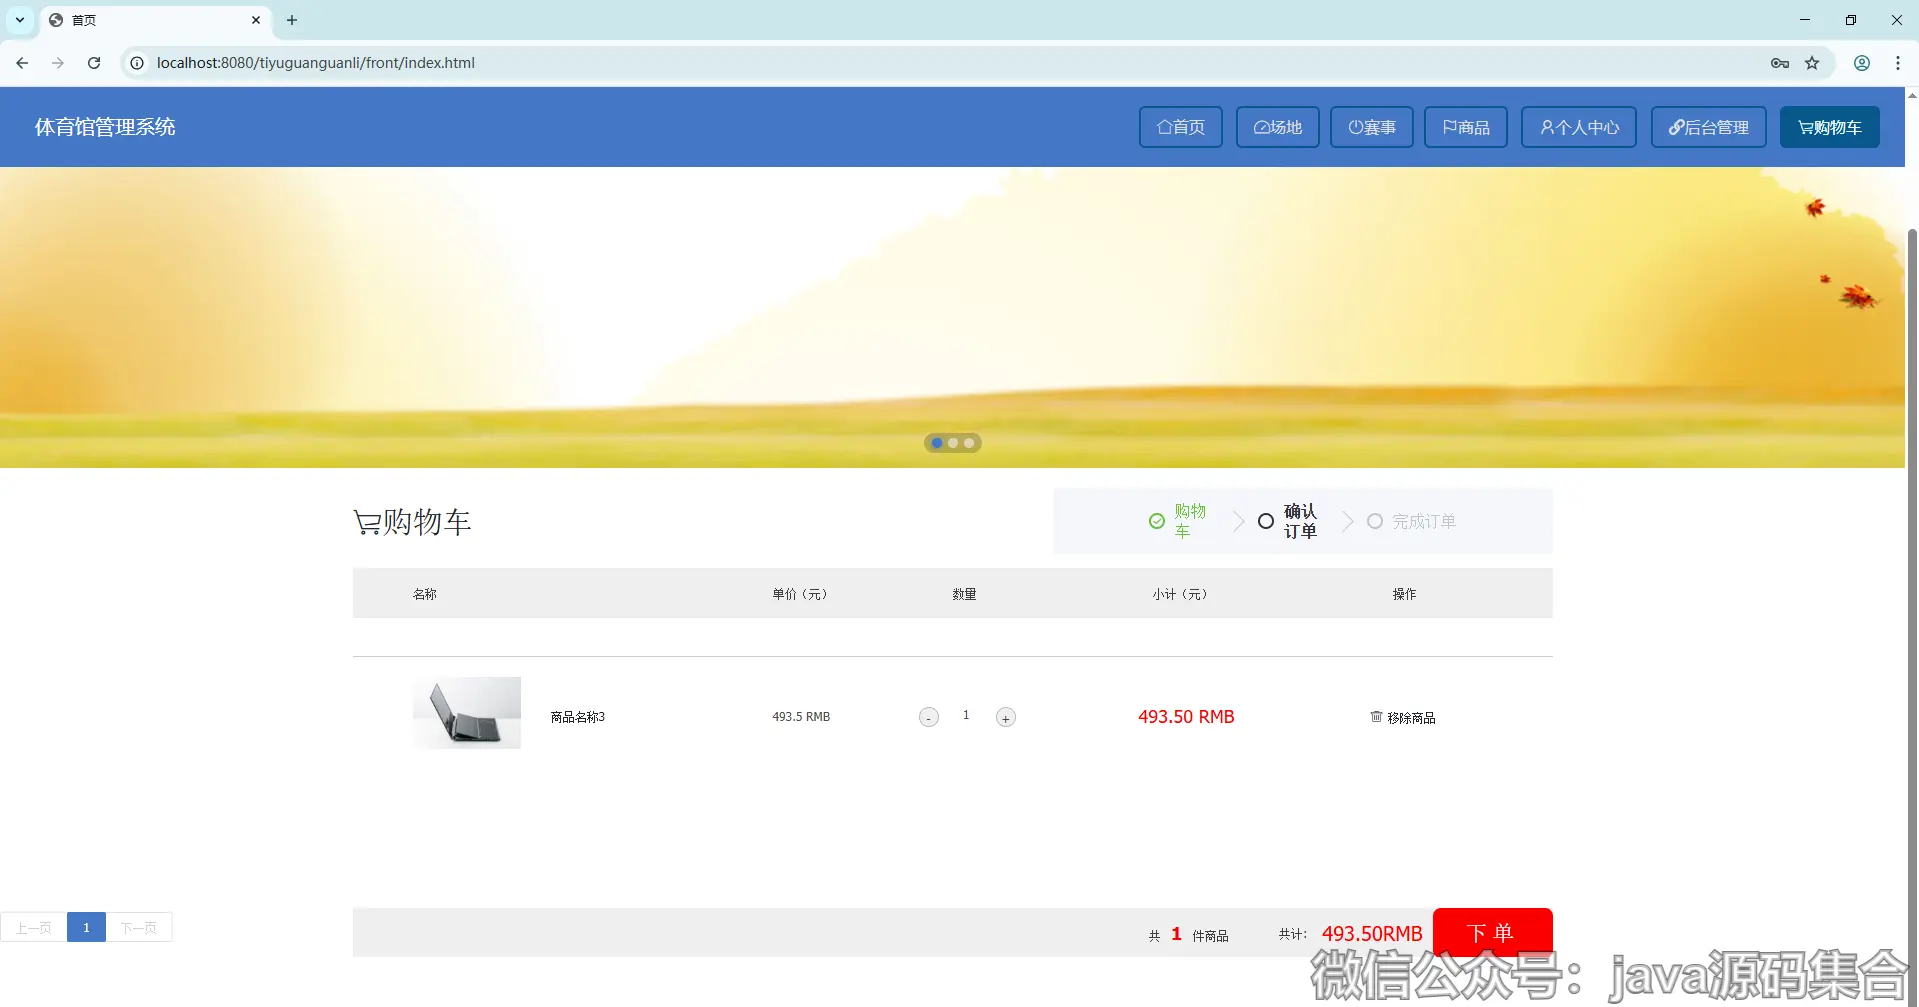 首页
localhost:8080/tiyuguanguanli/front/index.html
体育馆管理系统
首页 场地 赛事 商品 个人中心 后台管理 购物车
购物车
购物车
确认订单
完成订单
名称 单价（元） 数量 小计（元） 操作
商品名称3 493.5 RMB - 1 + 493.50 RMB 移除商品
上一页 1 下一页
共 1 件商品 共计： 493.50RMB 下单
微信公众号：java源码集合